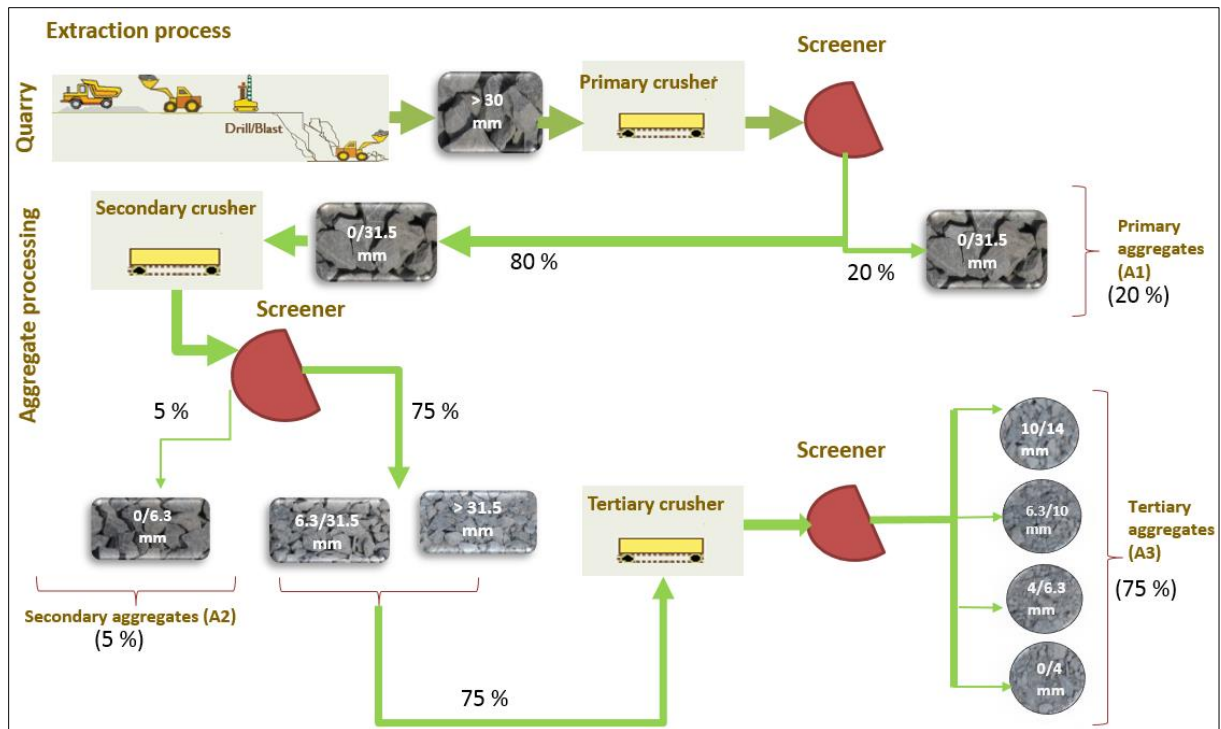 Extraction process
Screener
Quarry
Drill/Blast
> 30
mm
Primary crusher
Aggregate processing
Secondary crusher
0/31.5
mm
80 %
20 %
0/31.5
mm
Primary
aggregates
(A1)
(20 %)
Screener
5 %
75 %
0/6.3
mm
6.3/31.5
mm
> 31.5
mm
Secondary aggregates (A2)
(5 %)
75 %
Tertiary crusher
Screener
10/14
mm
6.3/10
mm
4/6.3
mm
0/4
mm
Tertiary
aggregates
(A3)
(75 %)